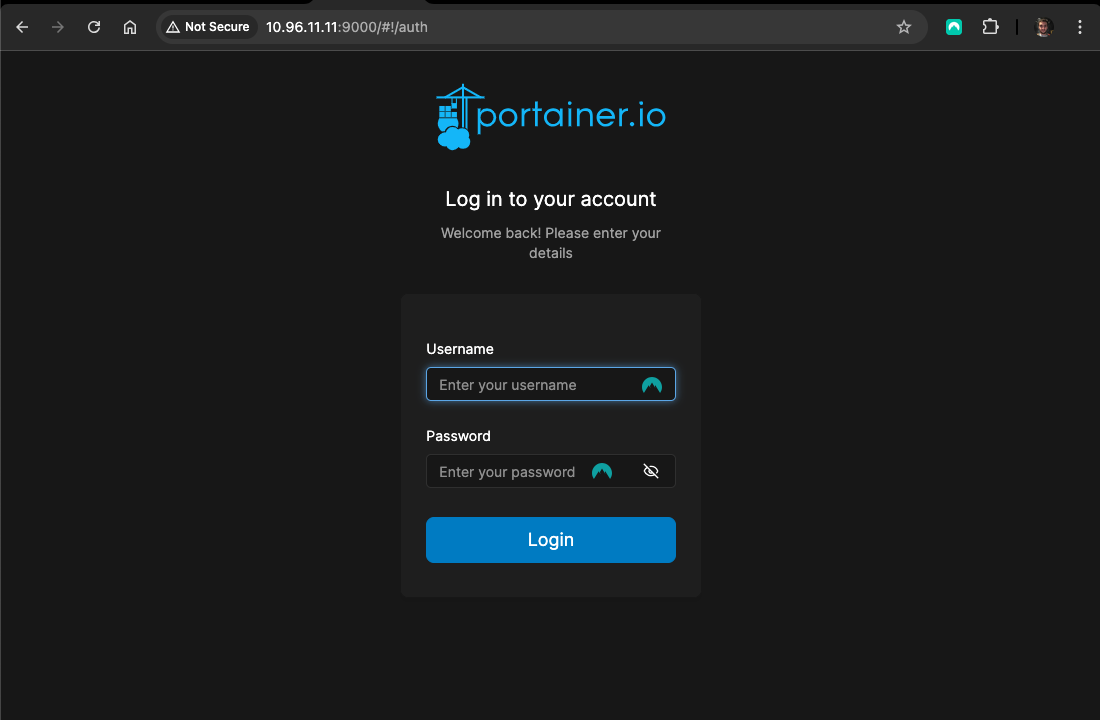 Not Secure 10.96.11.11:9000/#!/auth
portainer.io
Log in to your account
Welcome back! Please enter your
details
Username
Enter your username
Password
Enter your password
Login